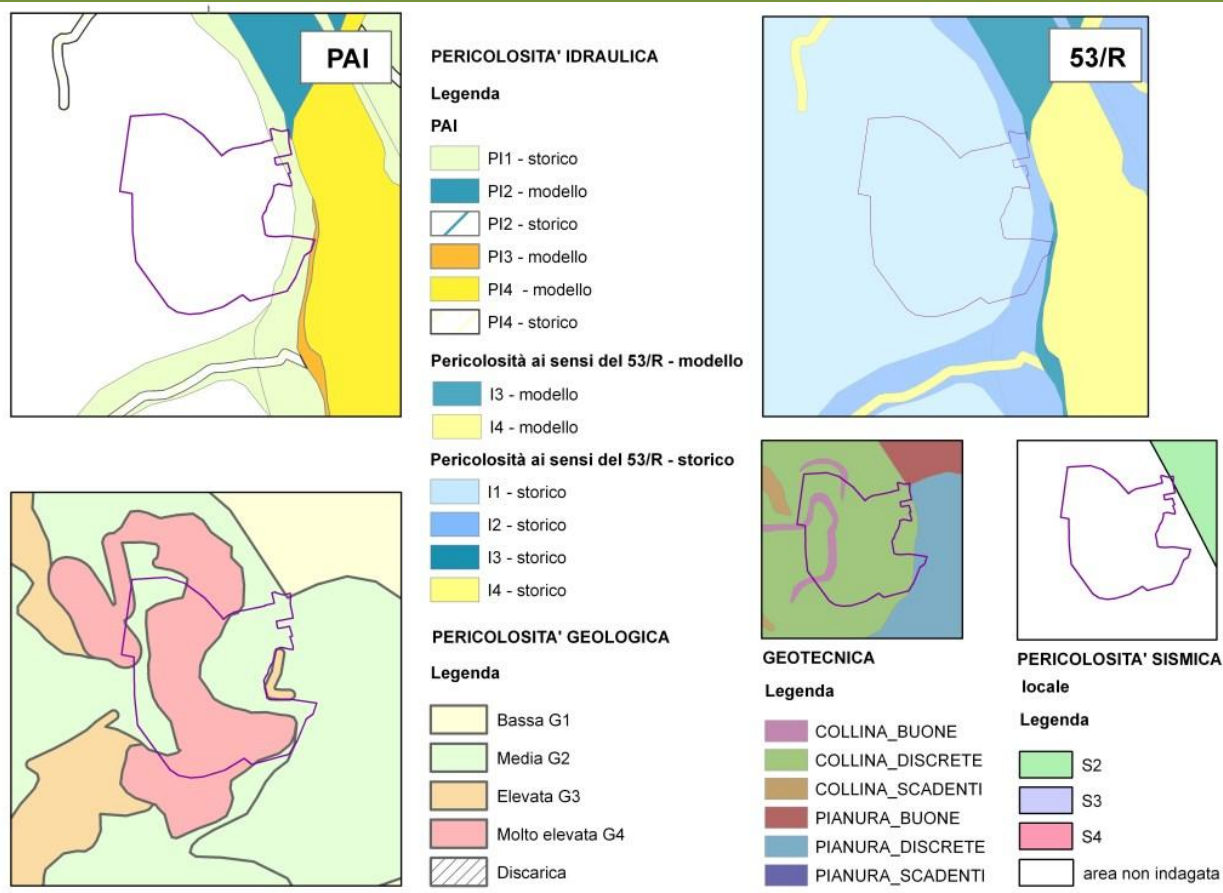 PAI
PERICOLOSITA' IDRAULICA
Legenda
PAI
PI1 - storico
PI2 - modello
PI2 - storico
PI3 - modello
PI4 - modello
PI4 - storico
Pericolosità ai sensi del 53/R - modello
I3 - modello
I4 - modello
Pericolosità ai sensi del 53/R - storico
I1 - storico
I2 - storico
I3 - storico
I4 - storico
PERICOLOSITA' GEOLOGICA
Legenda
Bassa G1
Media G2
Elevata G3
Molto elevata G4
Discarica
53/R
GEOTECNICA
Legenda
COLLINA_BUONE
COLLINA_DISCRETE
COLLINA_SCADENTI
PIANURA_BUONE
PIANURA_DISCRETE
PIANURA_SCADENTI
PERICOLOSITA' SISMICA
locale
Legenda
S2
S3
S4
area non indagata